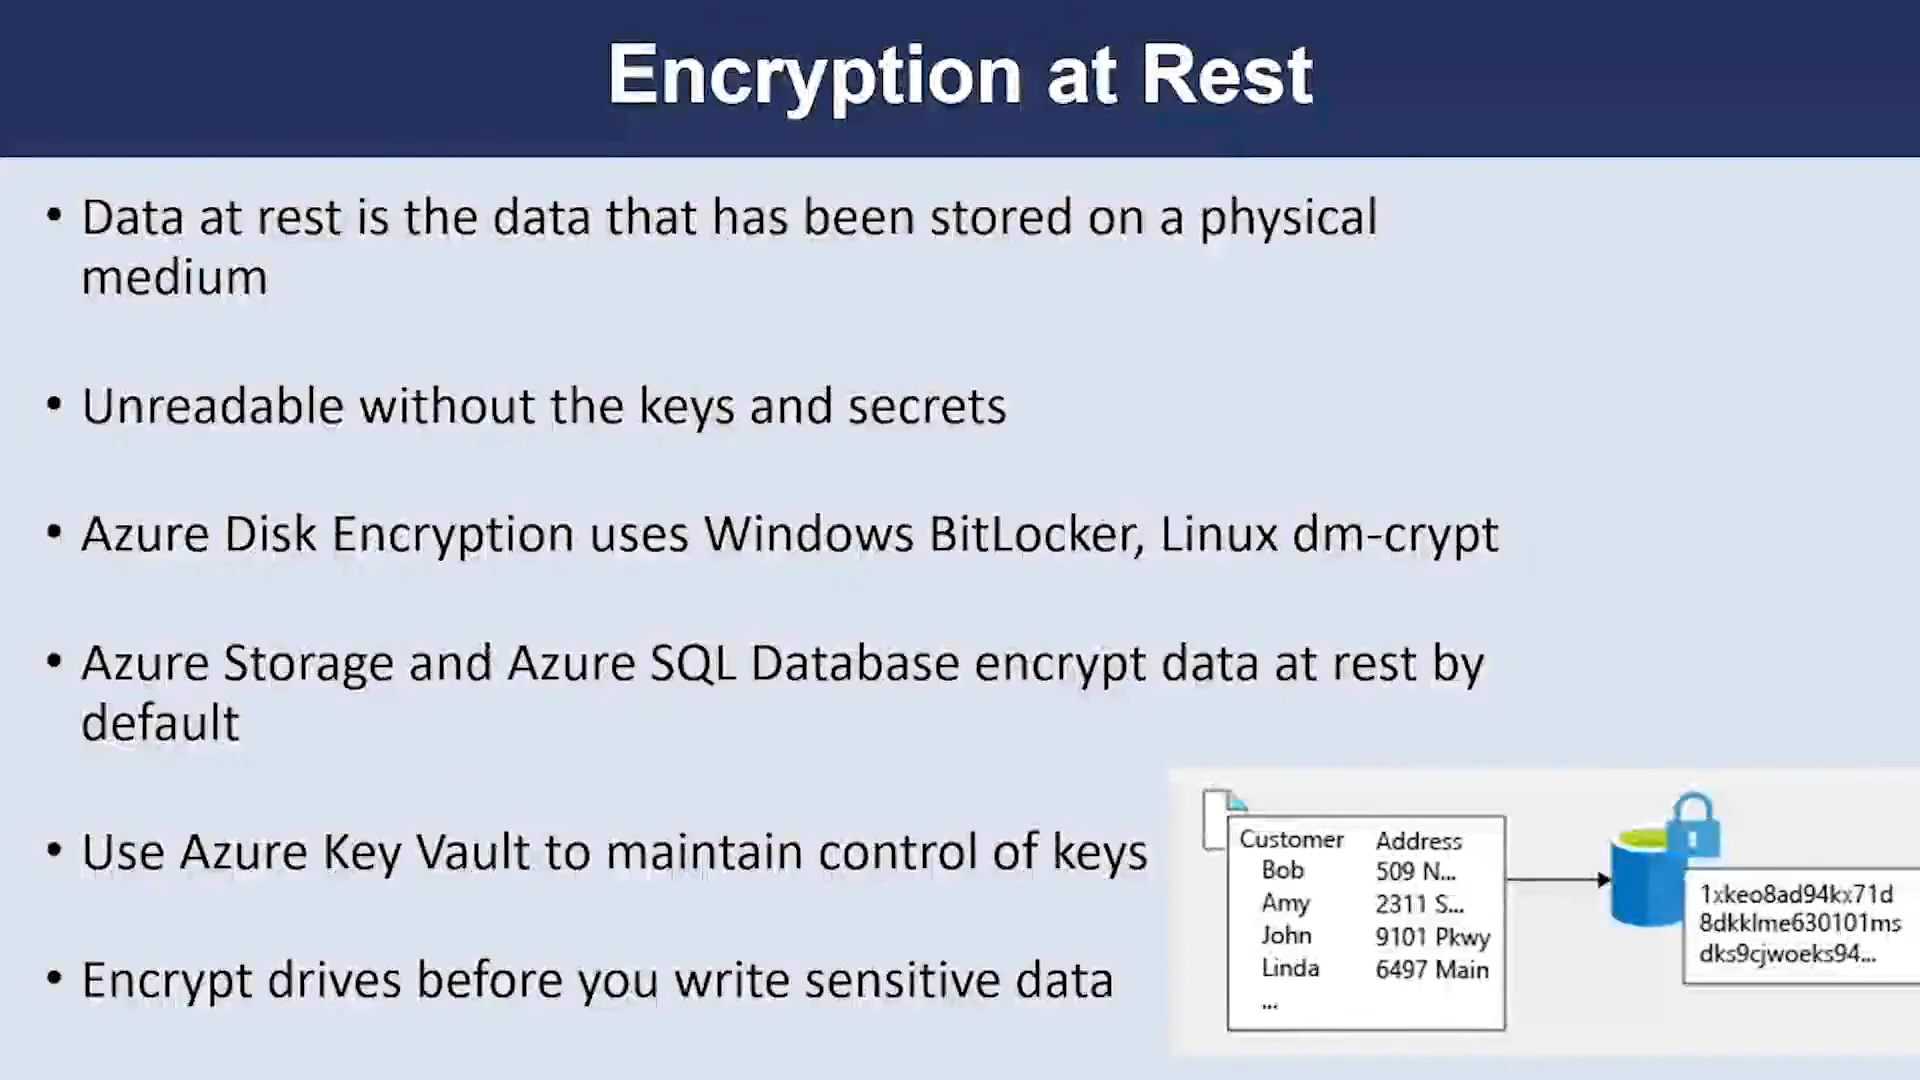 Encryption at Rest
• Data at rest is the data that has been stored on a physical
medium
• Unreadable without the keys and secrets
• Azure Disk Encryption uses Windows BitLocker, Linux dm-crypt
• Azure Storage and Azure SQL Database encrypt data at rest by
default
• Use Azure Key Vault to maintain control of keys
• Encrypt drives before you write sensitive data
Customer Address
Bob 509 N...
Amy 2311 S...
John 9101 Pkwy
Linda 6497 Main
...
1xkeo8ad94kx71d
8dkklme630101ms
dks9cjwoeks94...